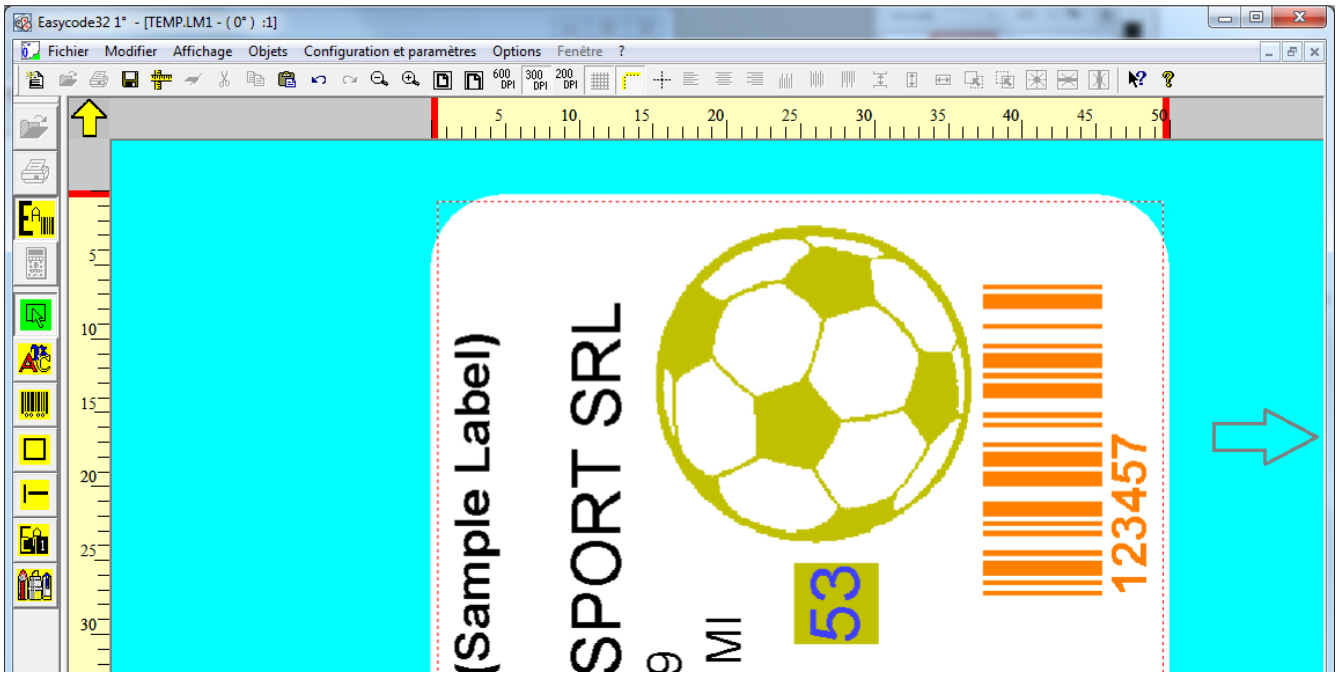 Easycode32 1° - [TEMP.LM1 - ( 0° ) :1]
Fichier Modifier Affichage Objets Configuration et paramètres Options Fenêtre ?
600 DPI 300 DPI 200 DPI
5 10 15 20 25 30 35 40 45 50
5
10
15
20
25
30
(Sample Label)
SPORT SRL
9
MI
53
123457